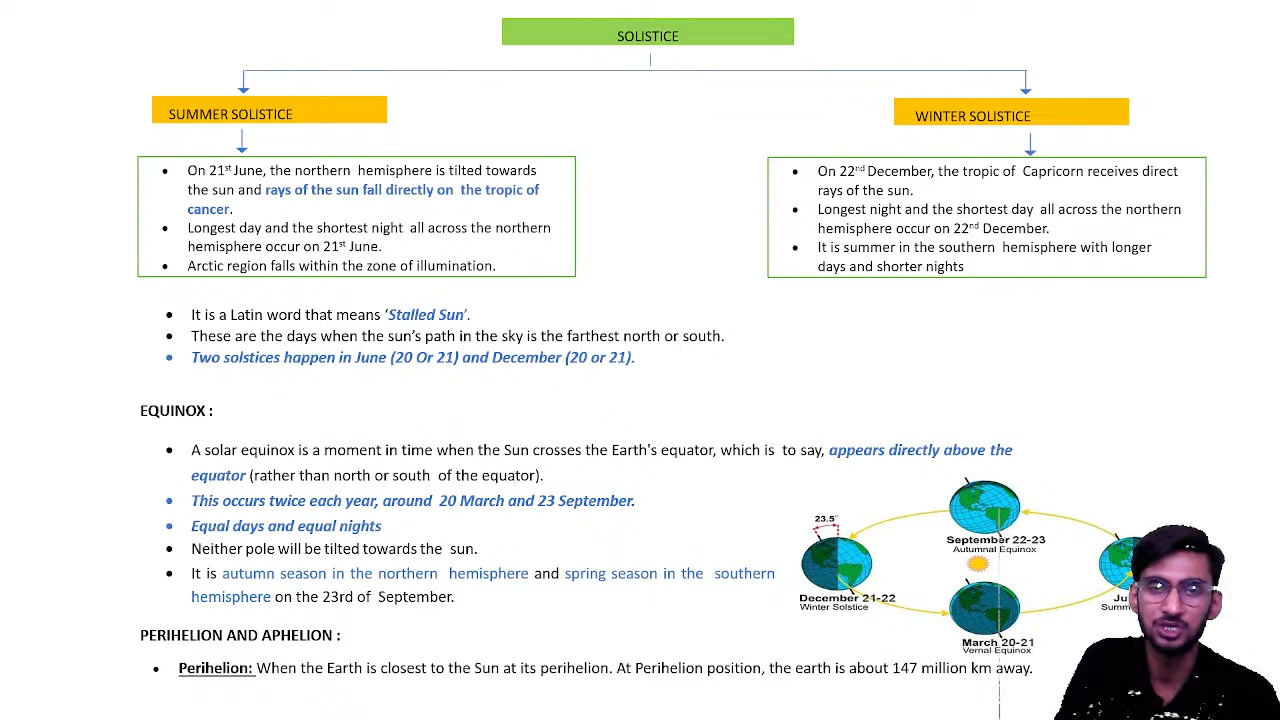 SOLISTICE
SUMMER SOLISTICE
WINTER SOLISTICE
• On 21st June, the northern hemisphere is tilted towards
the sun and rays of the sun fall directly on the tropic of
cancer.
• Longest day and the shortest night all across the northern
hemisphere occur on 21st June.
• Arctic region falls within the zone of illumination.
• On 22nd December, the tropic of Capricorn receives direct
rays of the sun.
• Longest night and the shortest day all across the northern
hemisphere occur on 22nd December.
• It is summer in the southern hemisphere with longer
days and shorter nights
• It is a Latin word that means ‘Stalled Sun’.
• These are the days when the sun’s path in the sky is the farthest north or south.
• Two solstices happen in June (20 Or 21) and December (20 or 21).
EQUINOX :
• A solar equinox is a moment in time when the Sun crosses the Earth's equator, which is to say, appears directly above the
equator (rather than north or south of the equator).
• This occurs twice each year, around 20 March and 23 September.
• Equal days and equal nights
• Neither pole will be tilted towards the sun.
• It is autumn season in the northern hemisphere and spring season in the southern
hemisphere on the 23rd of September.
23.5°
September 22-23
Autumnal Equinox
December 21-22
Winter Solstice
March 20-21
Vernal Equinox
PERIHELION AND APHELION :
• Perihelion: When the Earth is closest to the Sun at its perihelion. At Perihelion position, the earth is about 147 million km away.